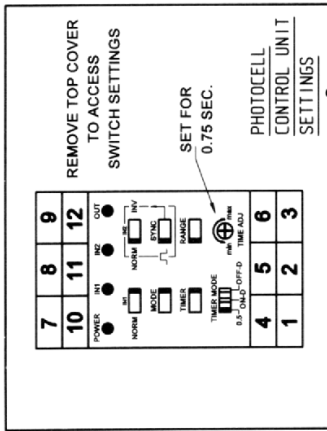 REMOVE TOP COVER
TO ACCESS
SWITCH SETTINGS
7 8 9
10 11 12
POWER IN1 IN2 OUT
IN1 IN2
NORM NORM INV
MODE SYNC
TIMER RANGE
TIMER MODE
0.5 ON-D OFF-D
min max
TIME ADJ
4 5 6
1 2 3
SET FOR
0.75 SEC.
PHOTOCELL
CONTROL UNIT
SETTINGS